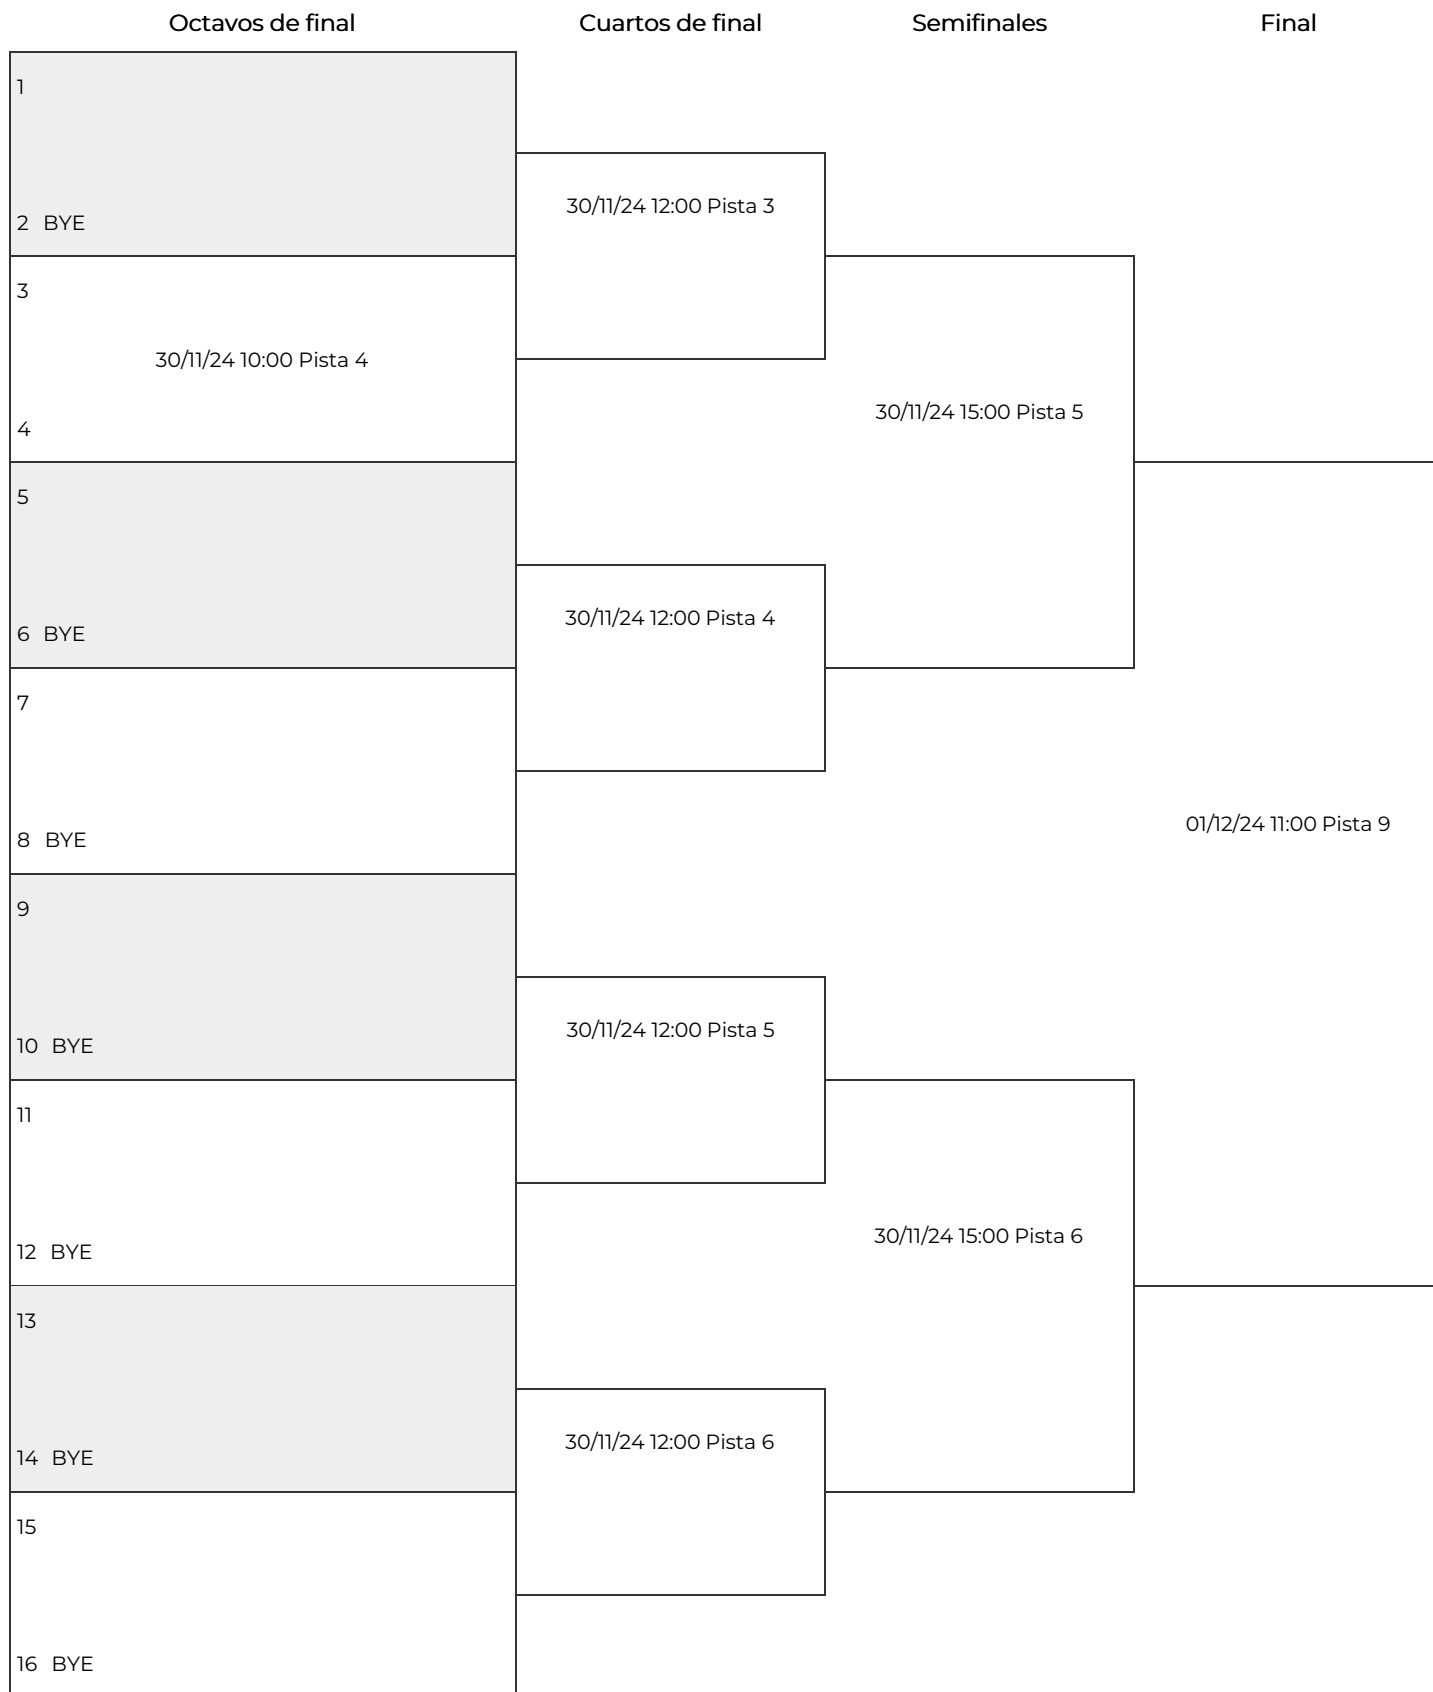 Octavos de final
Cuartos de final
Semifinales
Final
1
2 BYE
30/11/24 12:00 Pista 3
3
30/11/24 10:00 Pista 4
4
30/11/24 15:00 Pista 5
5
6 BYE
30/11/24 12:00 Pista 4
7
8 BYE
01/12/24 11:00 Pista 9
9
10 BYE
30/11/24 12:00 Pista 5
11
12 BYE
30/11/24 15:00 Pista 6
13
14 BYE
30/11/24 12:00 Pista 6
15
16 BYE